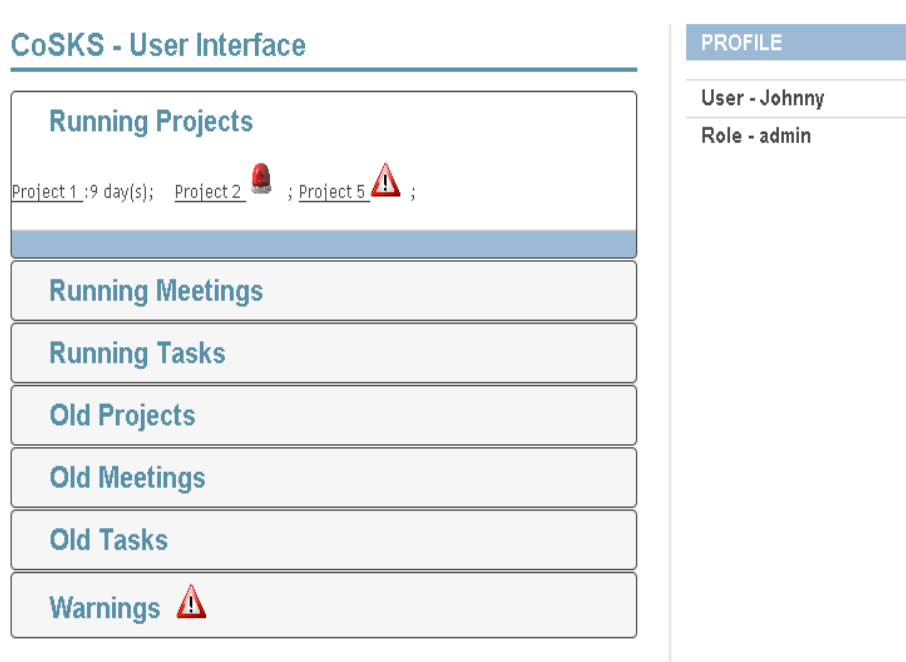 CoSKS - User Interface
Running Projects
Project 1 :9 day(s); Project 2 ; Project 5 ;
Running Meetings
Running Tasks
Old Projects
Old Meetings
Old Tasks
Warnings
PROFILE
User - Johnny
Role - admin